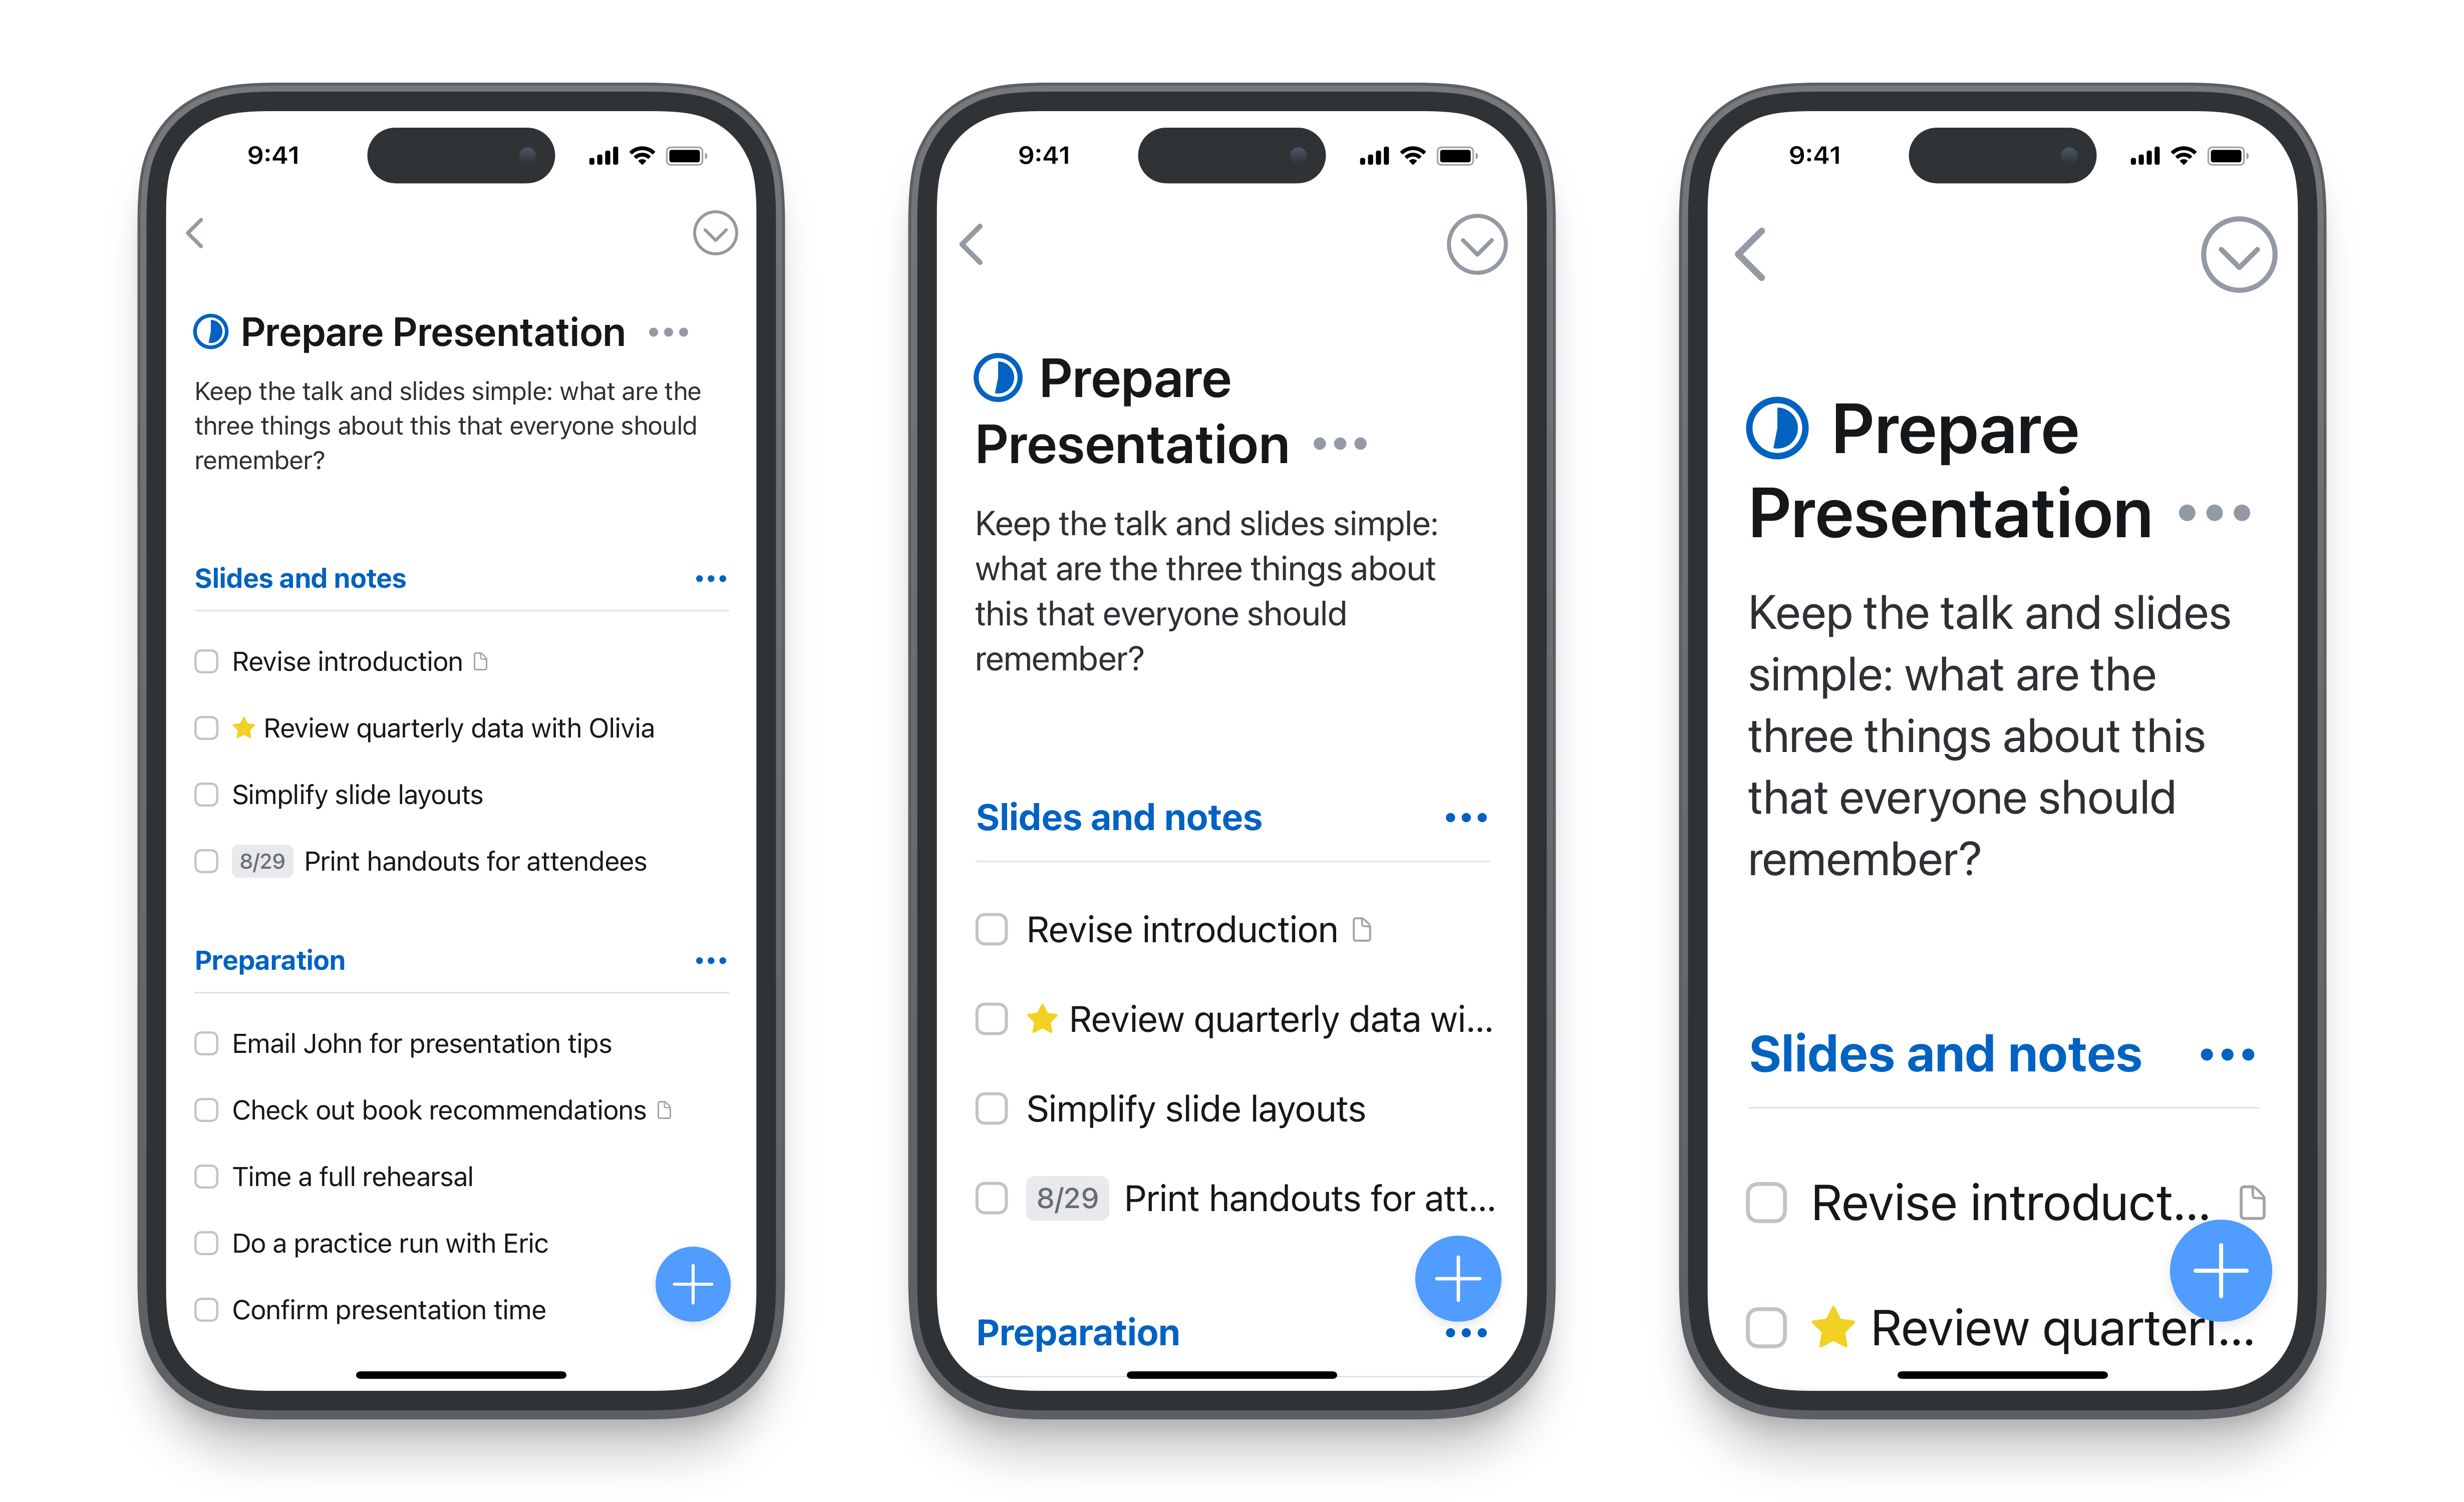 9:41
Prepare Presentation
Keep the talk and slides simple: what are the
three things about this that everyone should
remember?
Slides and notes
Revise introduction
Review quarterly data with Olivia
Simplify slide layouts
8/29 Print handouts for attendees
Preparation
Email John for presentation tips
Check out book recommendations
Time a full rehearsal
Do a practice run with Eric
Confirm presentation time
9:41
Prepare
Presentation
Keep the talk and slides simple:
what are the three things about
this that everyone should
remember?
Slides and notes
Revise introduction
Review quarterly data wi...
Simplify slide layouts
8/29 Print handouts for att...
Preparation
9:41
Prepare
Presentation
Keep the talk and slides
simple: what are the
three things about this
that everyone should
remember?
Slides and notes
Revise introduct...
Review quarterl...